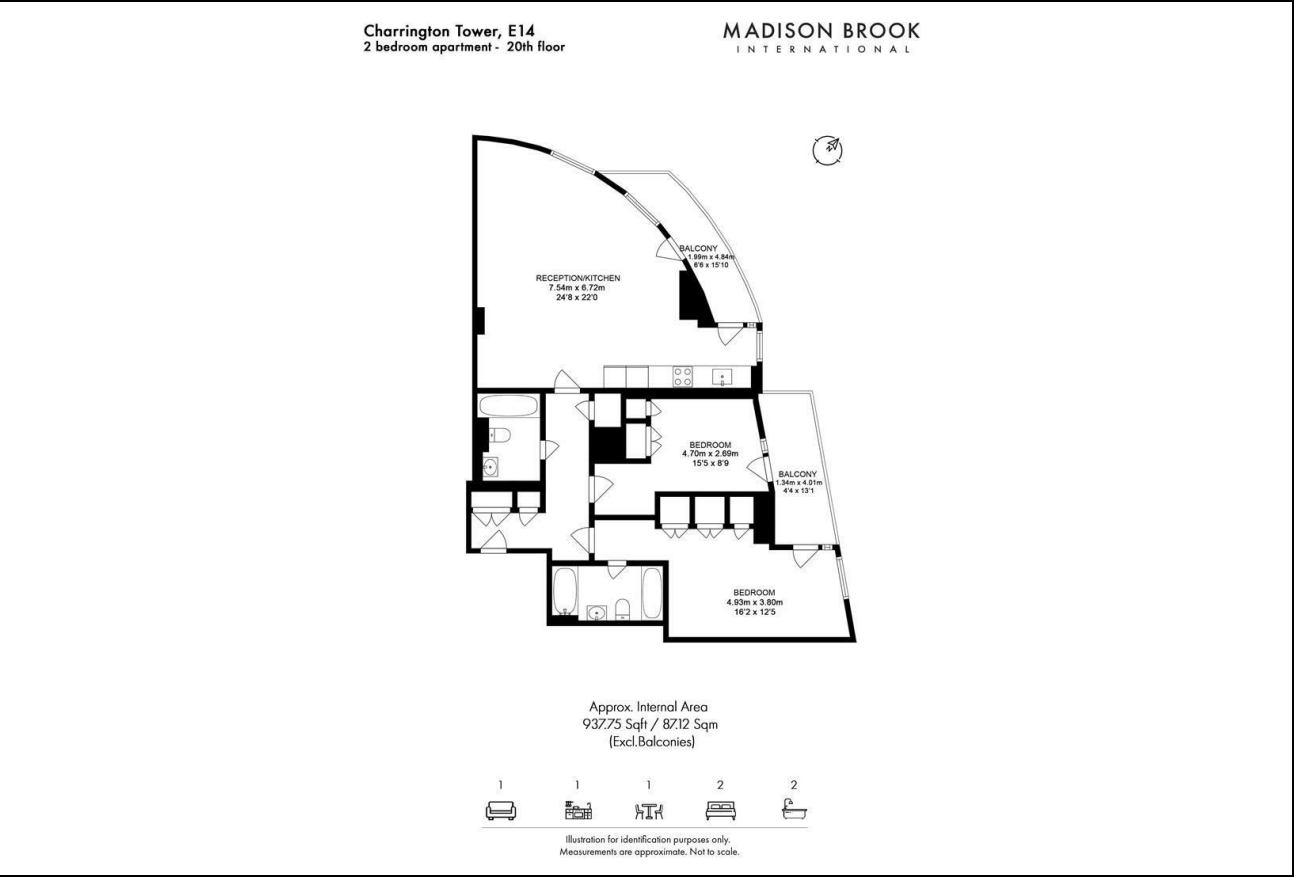 Charrington Tower, E14
2 bedroom apartment - 20th floor
MADISON BROOK
INTERNATIONAL
N
BALCONY
1.99m x 4.84m
6'6 x 15'10
RECEPTION/KITCHEN
7.54m x 6.72m
24'8 x 22'0
BEDROOM
4.70m x 2.69m
15'5 x 8'9
BALCONY
1.34m x 4.01m
4'4 x 13'1
BEDROOM
4.93m x 3.80m
16'2 x 12'5
Approx. Internal Area
937.75 Sqft / 87.12 Sqm
(Excl.Balconies)
1 1 1 2 2
Illustration for identification purposes only.
Measurements are approximate. Not to scale.